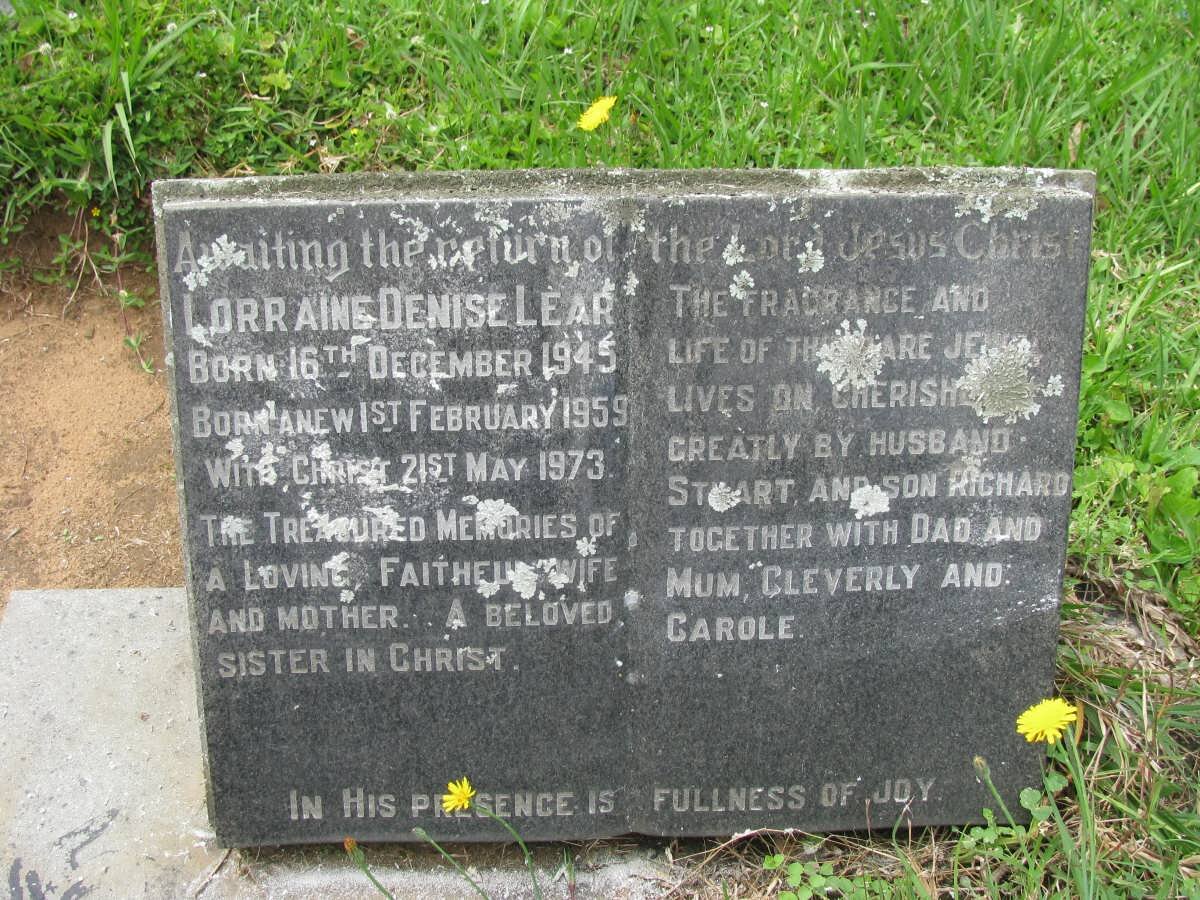 Awaiting the return of the Lord Jesus Christ
LORRAINE DENISE LEAR
BORN 16TH DECEMBER 1945
BORN ANEW 1ST FEBRUARY 1959
WITH CHRIST 21ST MAY 1973
THE TREASURED MEMORIES OF
A LOVING, FAITHFUL WIFE
AND MOTHER. A BELOVED
SISTER IN CHRIST.
THE FRAGRANCE AND
LIFE OF THIS RARE JEWEL
LIVES ON, CHERISHED
GREATLY BY HUSBAND
STUART, AND SON RICHARD
TOGETHER WITH DAD AND
MUM, CLEVERLY AND
CAROLE.
IN HIS PRESENCE IS FULLNESS OF JOY.